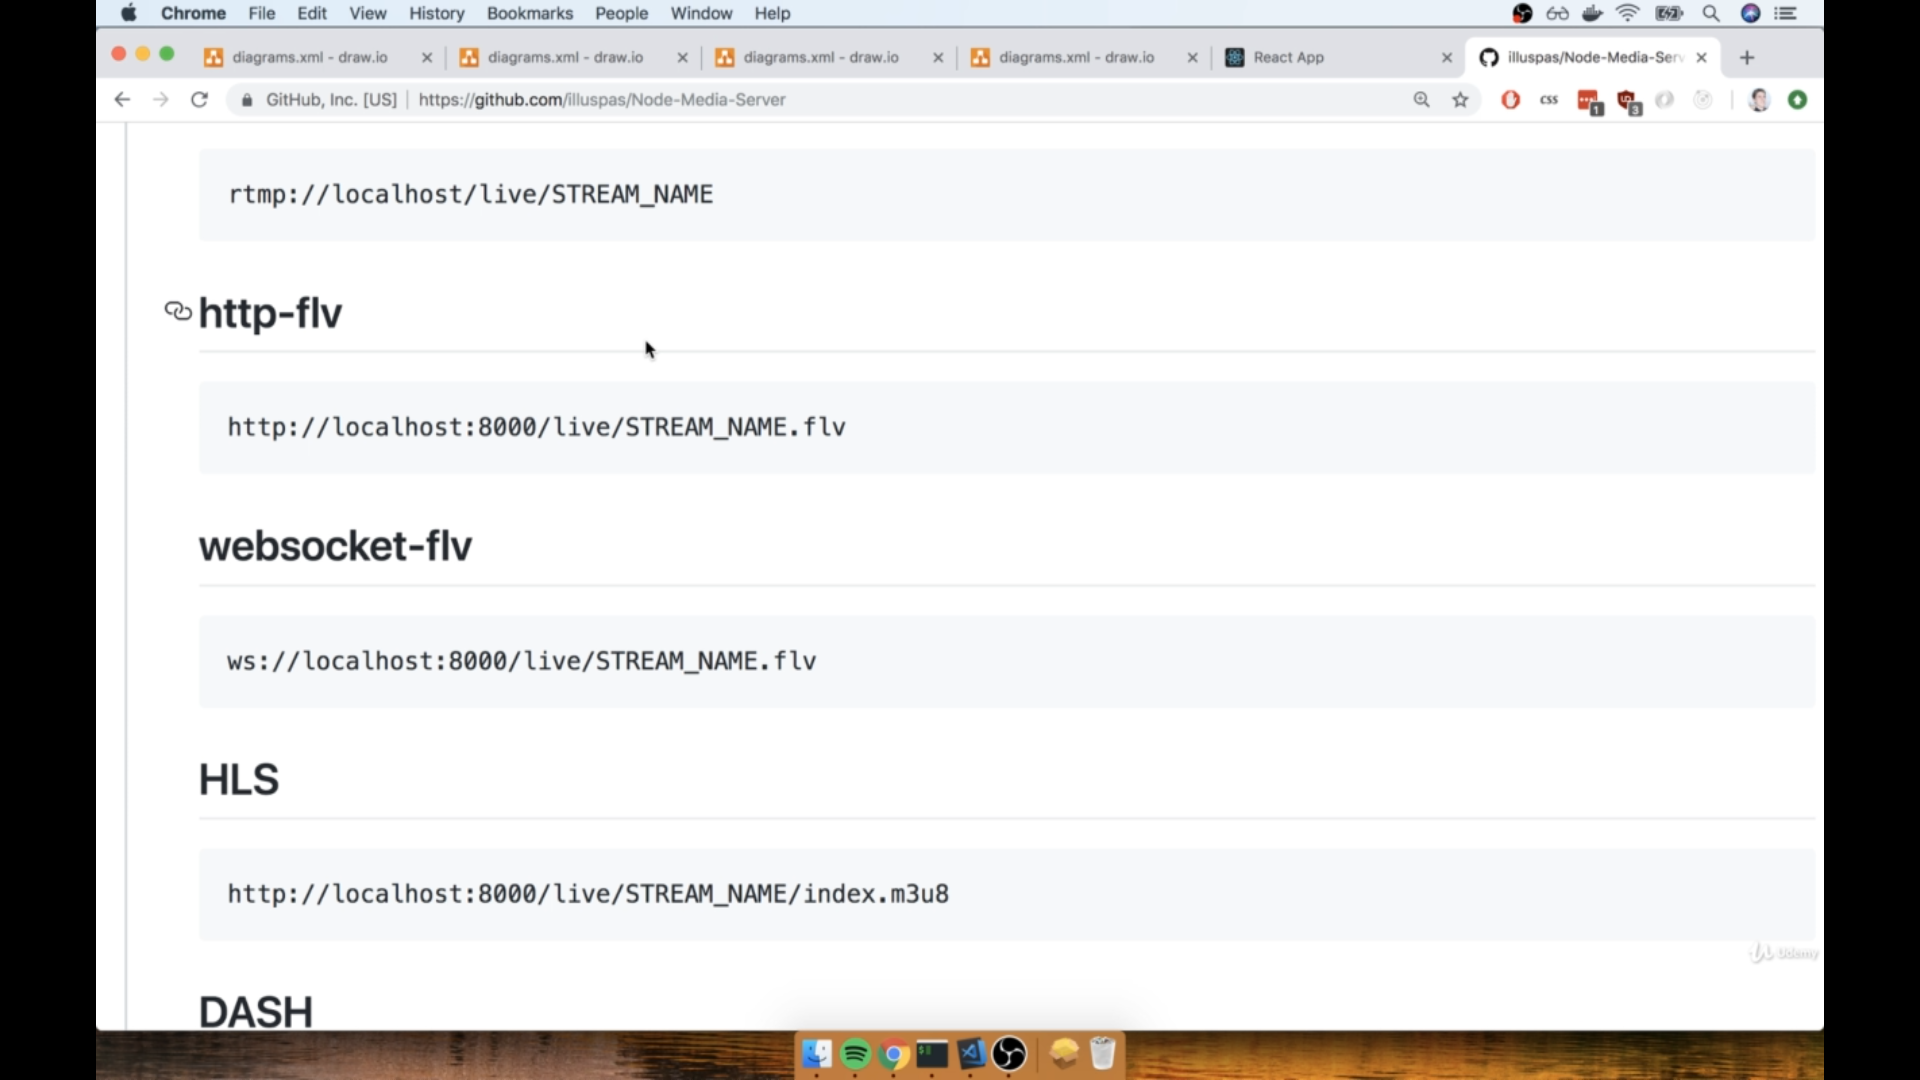 Chrome File Edit View History Bookmarks People Window Help
diagrams.xml - draw.io diagrams.xml - draw.io diagrams.xml - draw.io diagrams.xml - draw.io React App illuspas/Node-Media-Serv
GitHub, Inc. [US] https://github.com/illuspas/Node-Media-Server css 1 3
rtmp://localhost/live/STREAM_NAME
http-flv
http://localhost:8000/live/STREAM_NAME.flv
websocket-flv
ws://localhost:8000/live/STREAM_NAME.flv
HLS
http://localhost:8000/live/STREAM_NAME/index.m3u8
Udemy
DASH